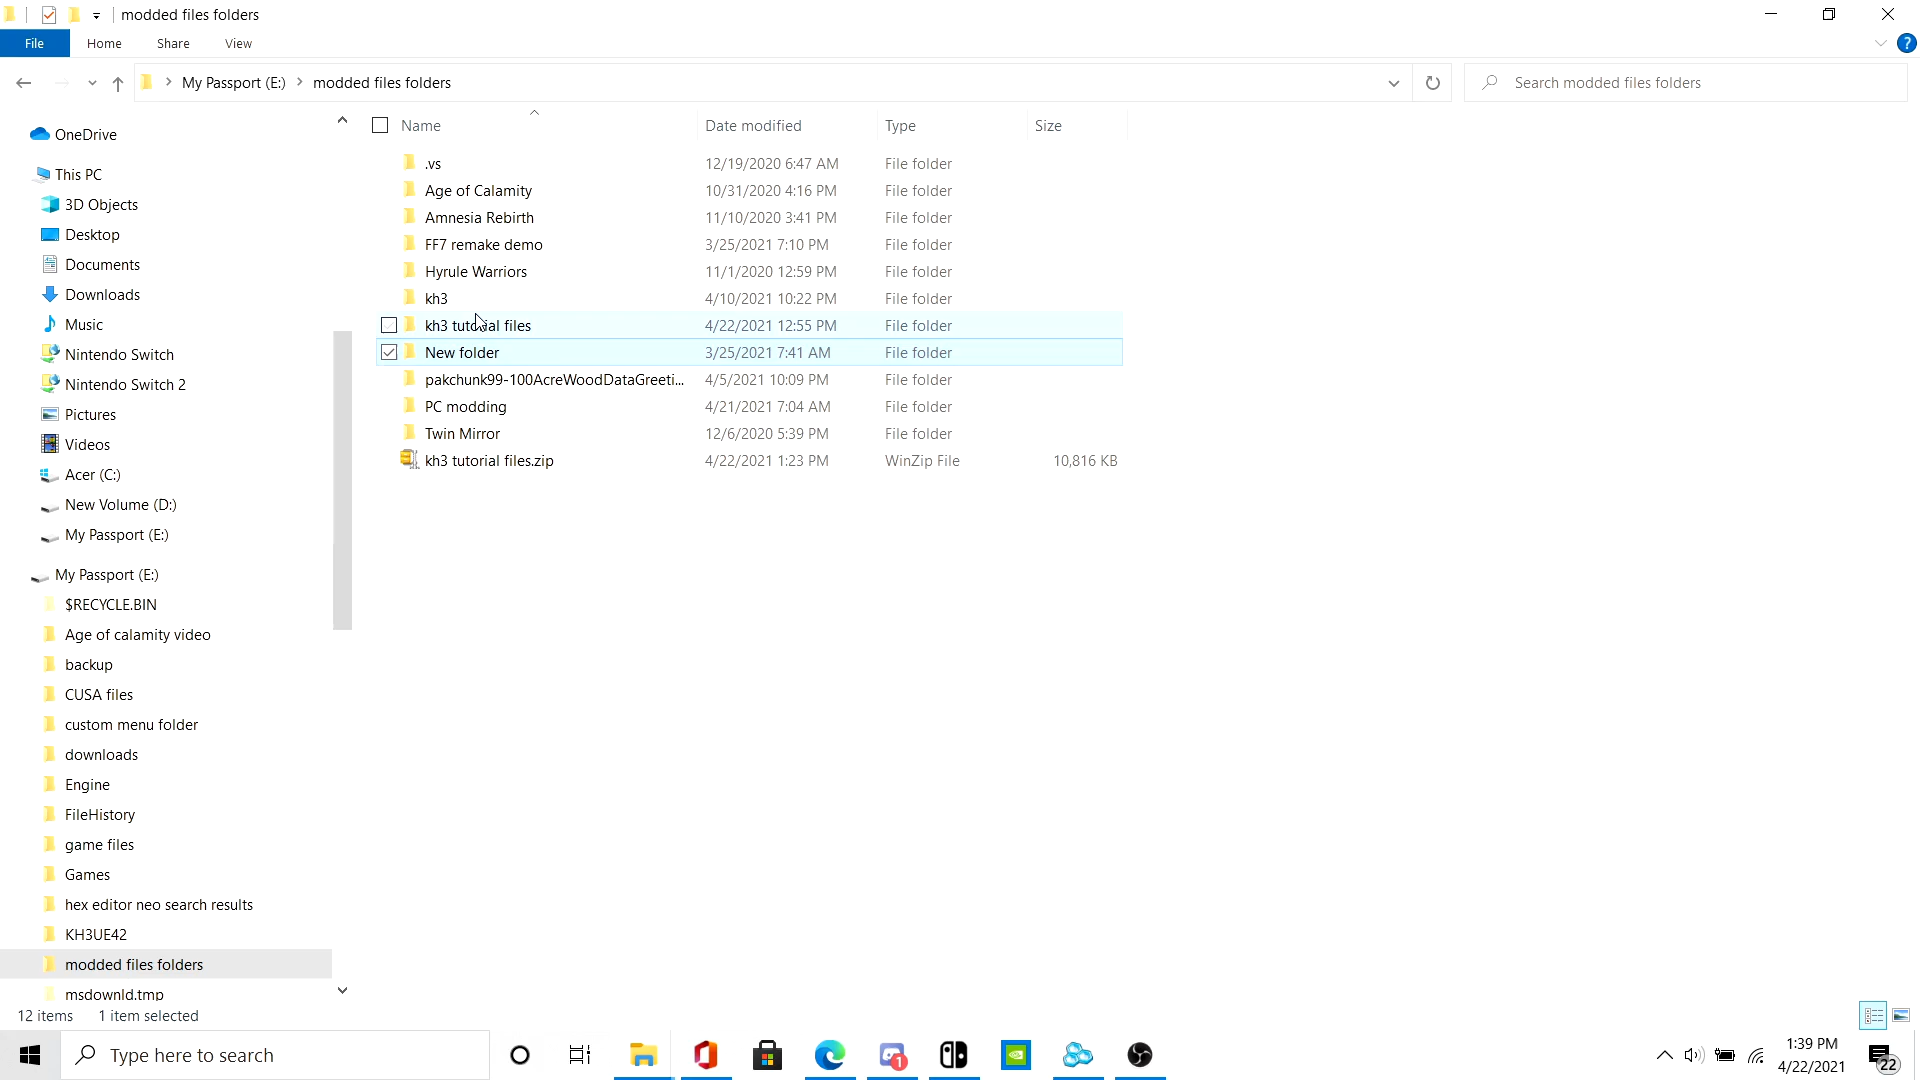 modded files folders
File Home Share View ?
My Passport (E:) modded files folders Search modded files folders
Name Date modified Type Size
.vs 12/19/2020 6:47 AM File folder
Age of Calamity 10/31/2020 4:16 PM File folder
Amnesia Rebirth 11/10/2020 3:41 PM File folder
FF7 remake demo 3/25/2021 7:10 PM File folder
Hyrule Warriors 11/1/2020 12:59 PM File folder
kh3 4/10/2021 10:22 PM File folder
kh3 tutorial files 4/22/2021 12:55 PM File folder
New folder 3/25/2021 7:41 AM File folder
pakchunk99-100AcreWoodDataGreeti... 4/5/2021 10:09 PM File folder
PC modding 4/21/2021 7:04 AM File folder
Twin Mirror 12/6/2020 5:39 PM File folder
kh3 tutorial files.zip 4/22/2021 1:23 PM WinZip File 10,816 KB
OneDrive
This PC
3D Objects
Desktop
Documents
Downloads
Music
Nintendo Switch
Nintendo Switch 2
Pictures
Videos
Acer (C:)
New Volume (D:)
My Passport (E:)
My Passport (E:)
$RECYCLE.BIN
Age of calamity video
backup
CUSA files
custom menu folder
downloads
Engine
FileHistory
game files
Games
hex editor neo search results
KH3UE42
modded files folders
msdownld.tmp
12 items 1 item selected
Type here to search
1
1:39 PM
4/22/2021
22